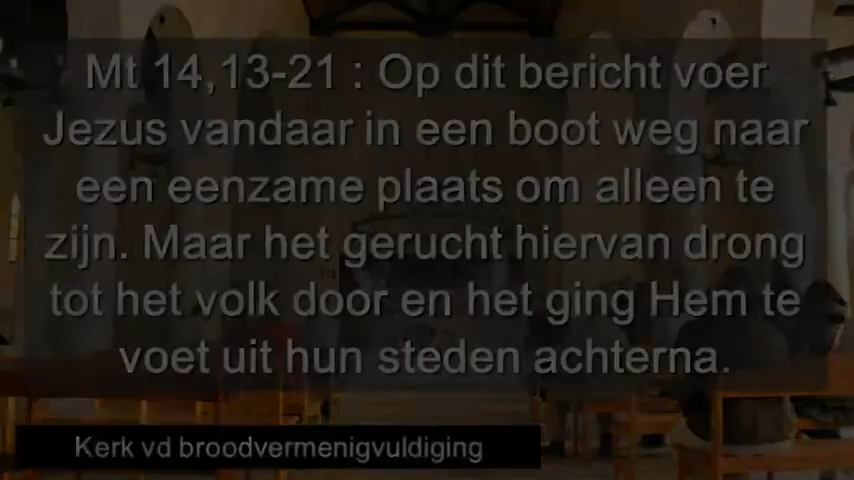 Mt 14,13-21 : Op dit bericht voer
Jezus vandaar in een boot weg naar
een eenzame plaats om alleen te
zijn. Maar het gerucht hiervan drong
tot het volk door en het ging Hem te
voet uit hun steden achterna.
Kerk vd broodvermenigvuldiging